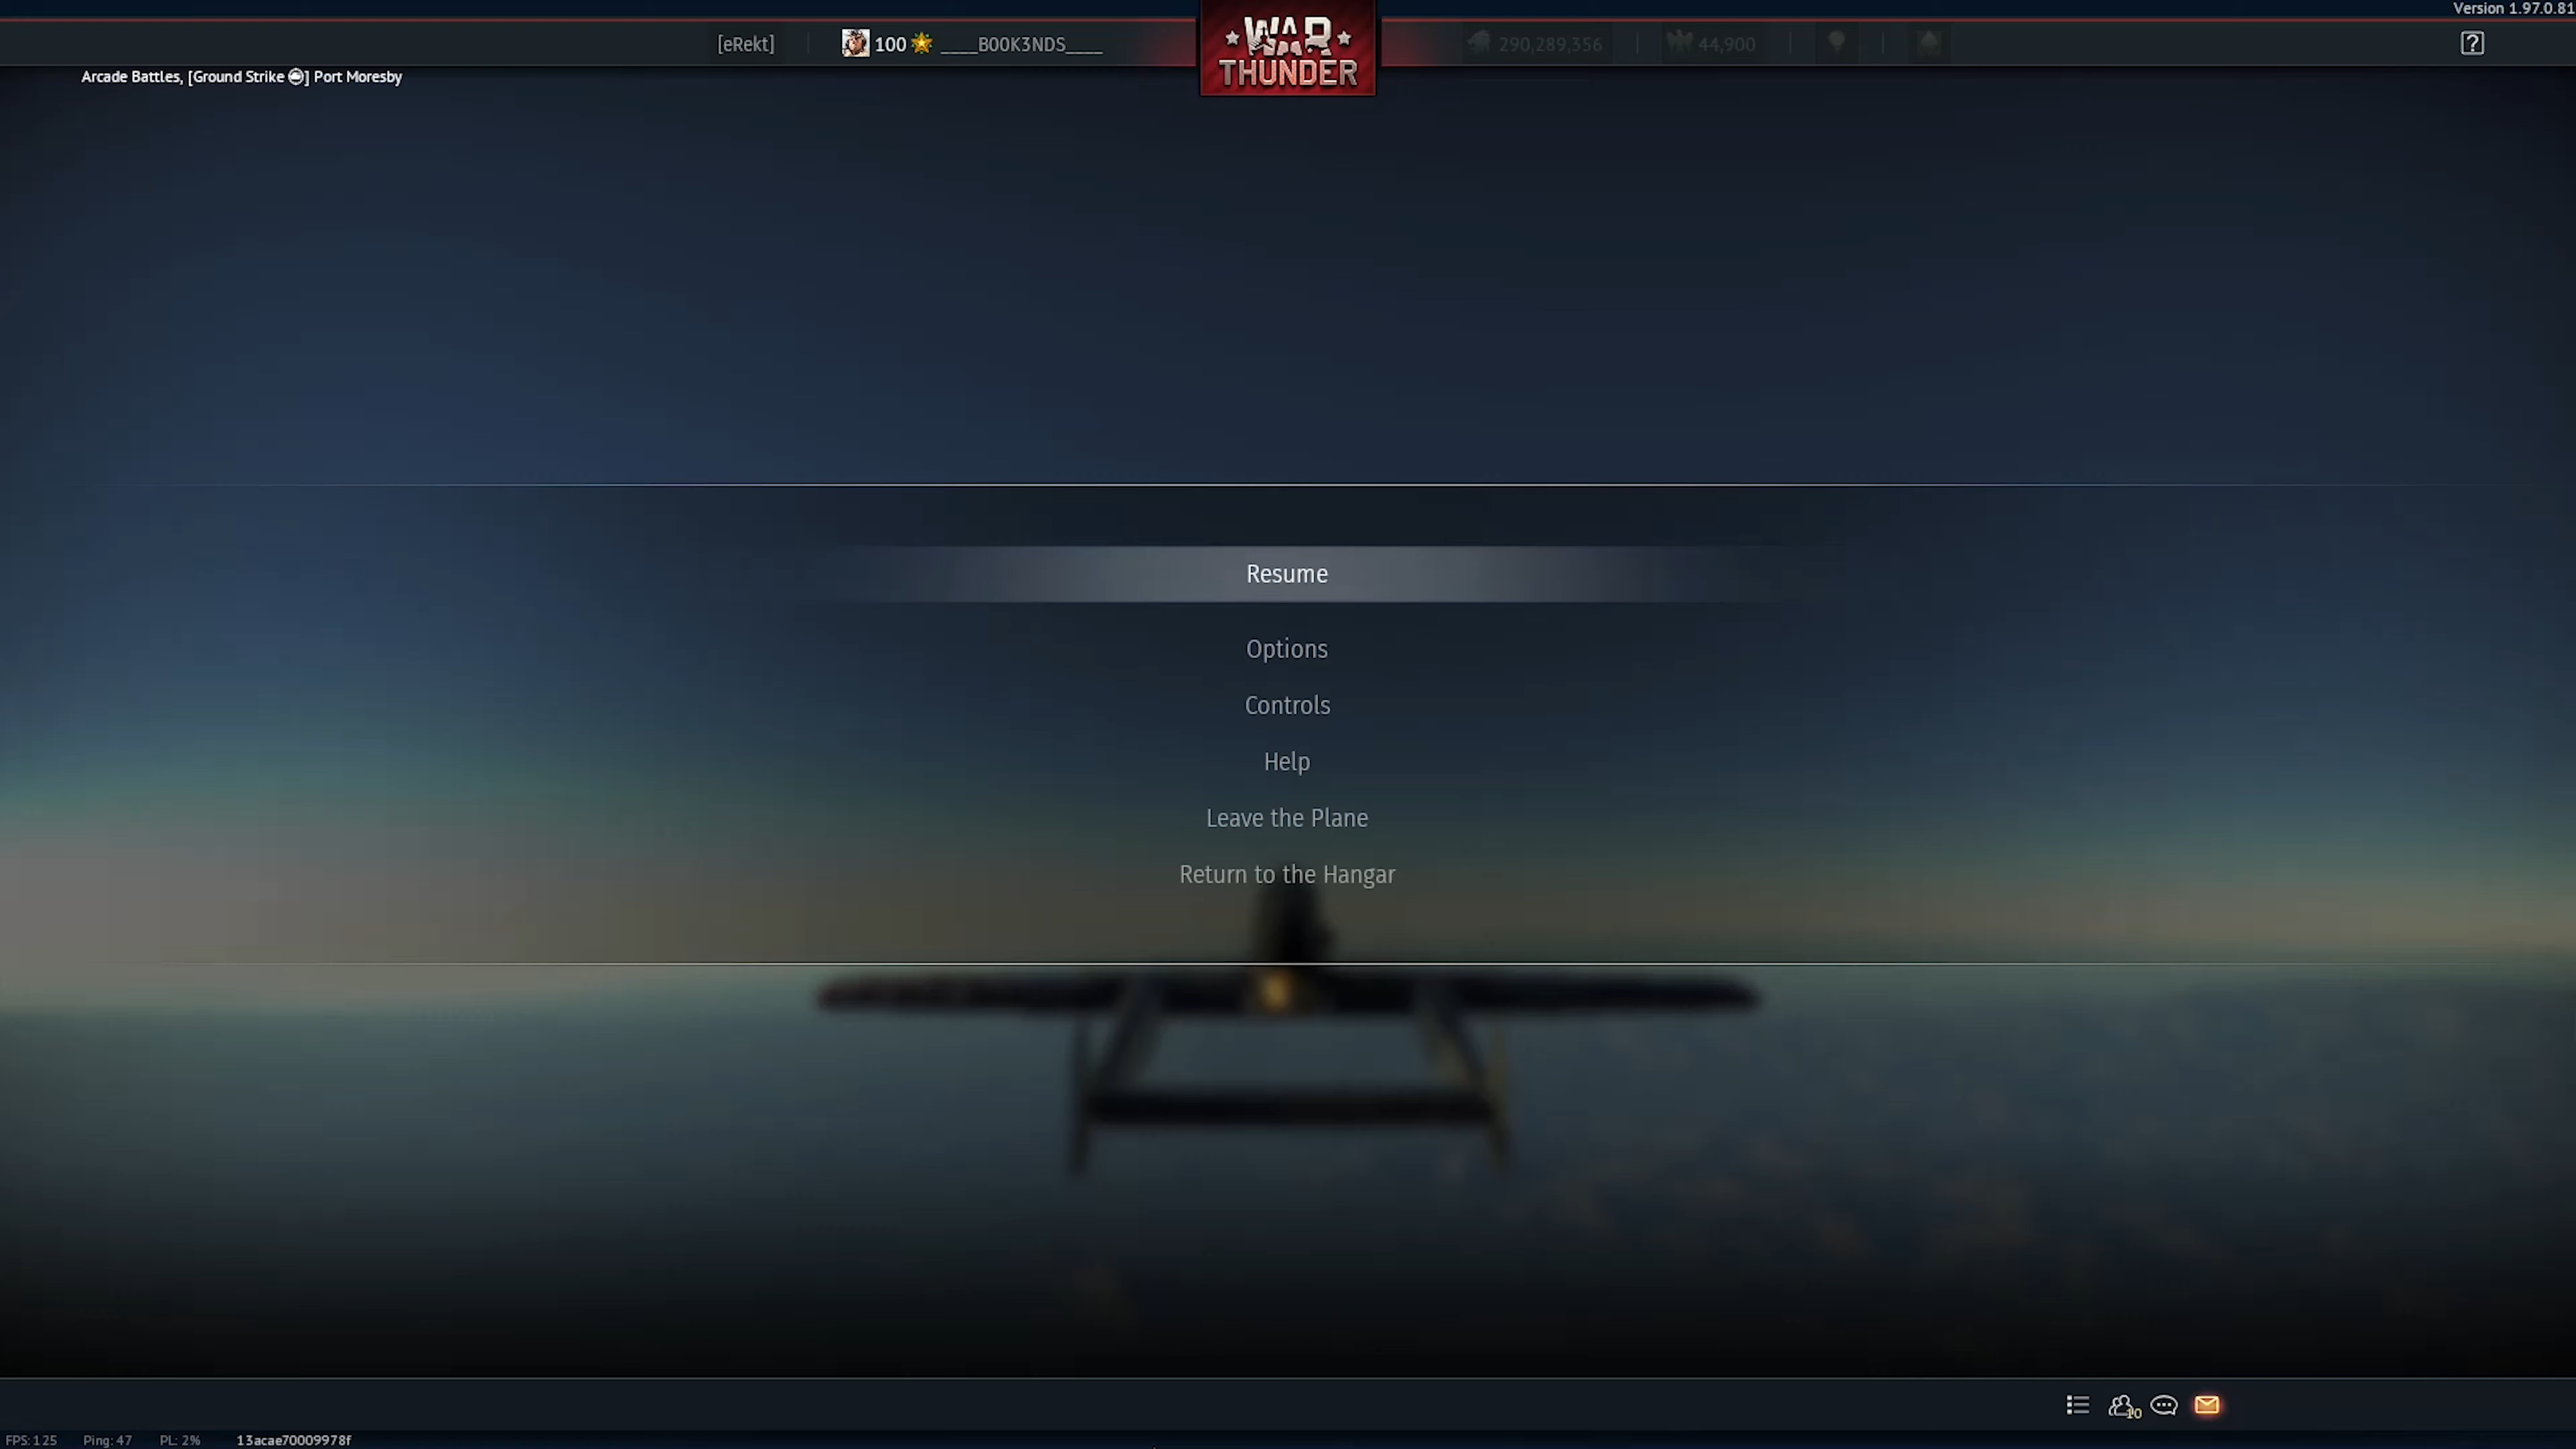 Version 1.97.0.81
[eRekt] 100 ____B00K3NDS____ WAR THUNDER 290,289,356 44,900 ?
Arcade Battles, [Ground Strike] Port Moresby
Resume
Options
Controls
Help
Leave the Plane
Return to the Hangar
10
FPS: 125 Ping: 47 PL: 2% 13acae70009978f